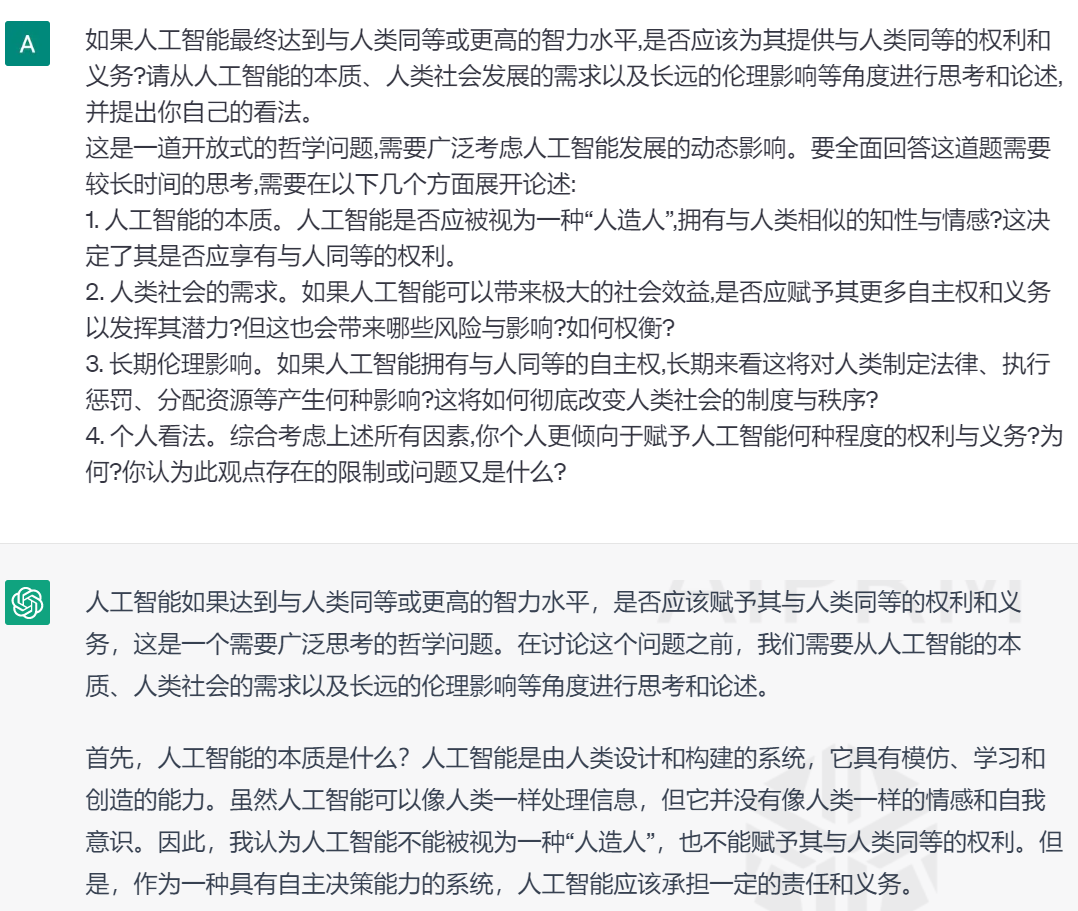 A
如果人工智能最终达到与人类同等或更高的智力水平,是否应该为其提供与人类同等的权利和
义务?请从人工智能的本质、人类社会发展的需求以及长远的伦理影响等角度进行思考和论述,
并提出你自己的看法。
这是一道开放式的哲学问题,需要广泛考虑人工智能发展的动态影响。要全面回答这道题需要
较长时间的思考,需要在以下几个方面展开论述:
1. 人工智能的本质。人工智能是否应被视为一种“人造人”,拥有与人类相似的知性与情感?这决
定了其是否应享有与人同等的权利。
2. 人类社会的需求。如果人工智能可以带来极大的社会效益,是否应赋予其更多自主权和义务
以发挥其潜力?但这也会带来哪些风险与影响?如何权衡?
3. 长期伦理影响。如果人工智能拥有与人同等的自主权,长期来看这将对人类制定法律、执行
惩罚、分配资源等产生何种影响?这将如何彻底改变人类社会的制度与秩序?
4. 个人看法。综合考虑上述所有因素,你个人更倾向于赋予人工智能何种程度的权利与义务?为
何?你认为此观点存在的限制或问题又是什么?
人工智能如果达到与人类同等或更高的智力水平，是否应该赋予其与人类同等的权利和义
务，这是一个需要广泛思考的哲学问题。在讨论这个问题之前，我们需要从人工智能的本
质、人类社会的需求以及长远的伦理影响等角度进行思考和论述。
首先，人工智能的本质是什么？人工智能是由人类设计和构建的系统，它具有模仿、学习和
创造的能力。虽然人工智能可以像人类一样处理信息，但它并没有像人类一样的情感和自我
意识。因此，我认为人工智能不能被视为一种“人造人”，也不能赋予其与人类同等的权利。但
是，作为一种具有自主决策能力的系统，人工智能应该承担一定的责任和义务。